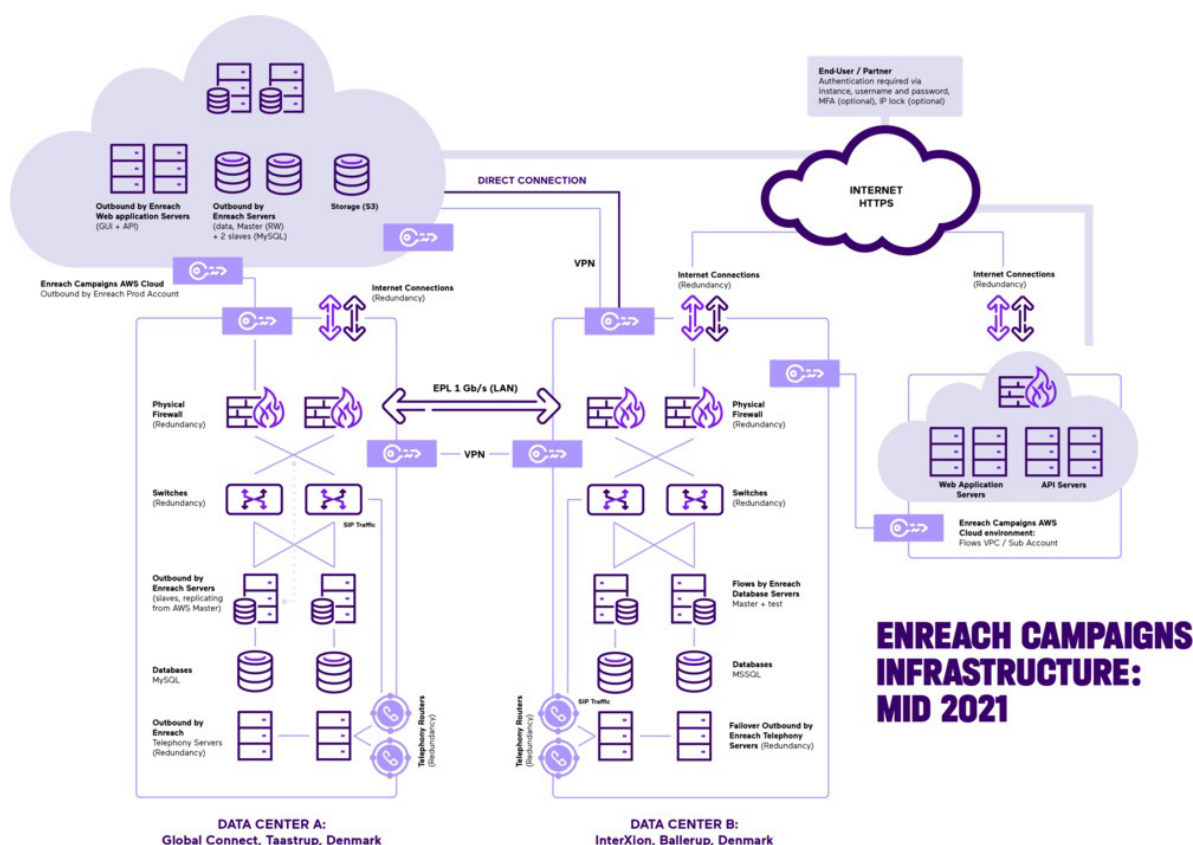 End-User / Partner
Authentication required via
instance, username and password,
MFA (optional), IP lock (optional)
INTERNET
HTTPS
Outbound by Enreach
Web application Servers
(GUI + API)
Outbound by
Enreach Servers
(data, Master (RW)
+ 2 slaves (MySQL)
Storage (S3)
DIRECT CONNECTION
VPN
Enreach Campaigns AWS Cloud
Outbound by Enreach Prod Account
Internet Connections
(Redundancy)
Internet Connections
(Redundancy)
Internet Connections
(Redundancy)
EPL 1 Gb/s (LAN)
Physical
Firewall
(Redundancy)
Physical
Firewall
(Redundancy)
VPN
Switches
(Redundancy)
SIP Traffic
Switches
(Redundancy)
Web Application
Servers
API Servers
Enreach Campaigns AWS
Cloud environment:
Flows VPC / Sub Account
Outbound by
Enreach Servers
(slaves, replicating
from AWS Master)
Flows by Enreach
Database Servers
Master + test
Databases
MySQL
Databases
MSSQL
Outbound by
Enreach
Telephony Servers
(Redundancy)
Telephony Routers
(Redundancy)
Telephony Routers
(Redundancy)
SIP Traffic
Failover Outbound by
Enreach Telephony
Servers (Redundancy)
ENREACH CAMPAIGNS
INFRASTRUCTURE:
MID 2021
DATA CENTER A:
Global Connect, Taastrup, Denmark
DATA CENTER B:
InterXion, Ballerup, Denmark